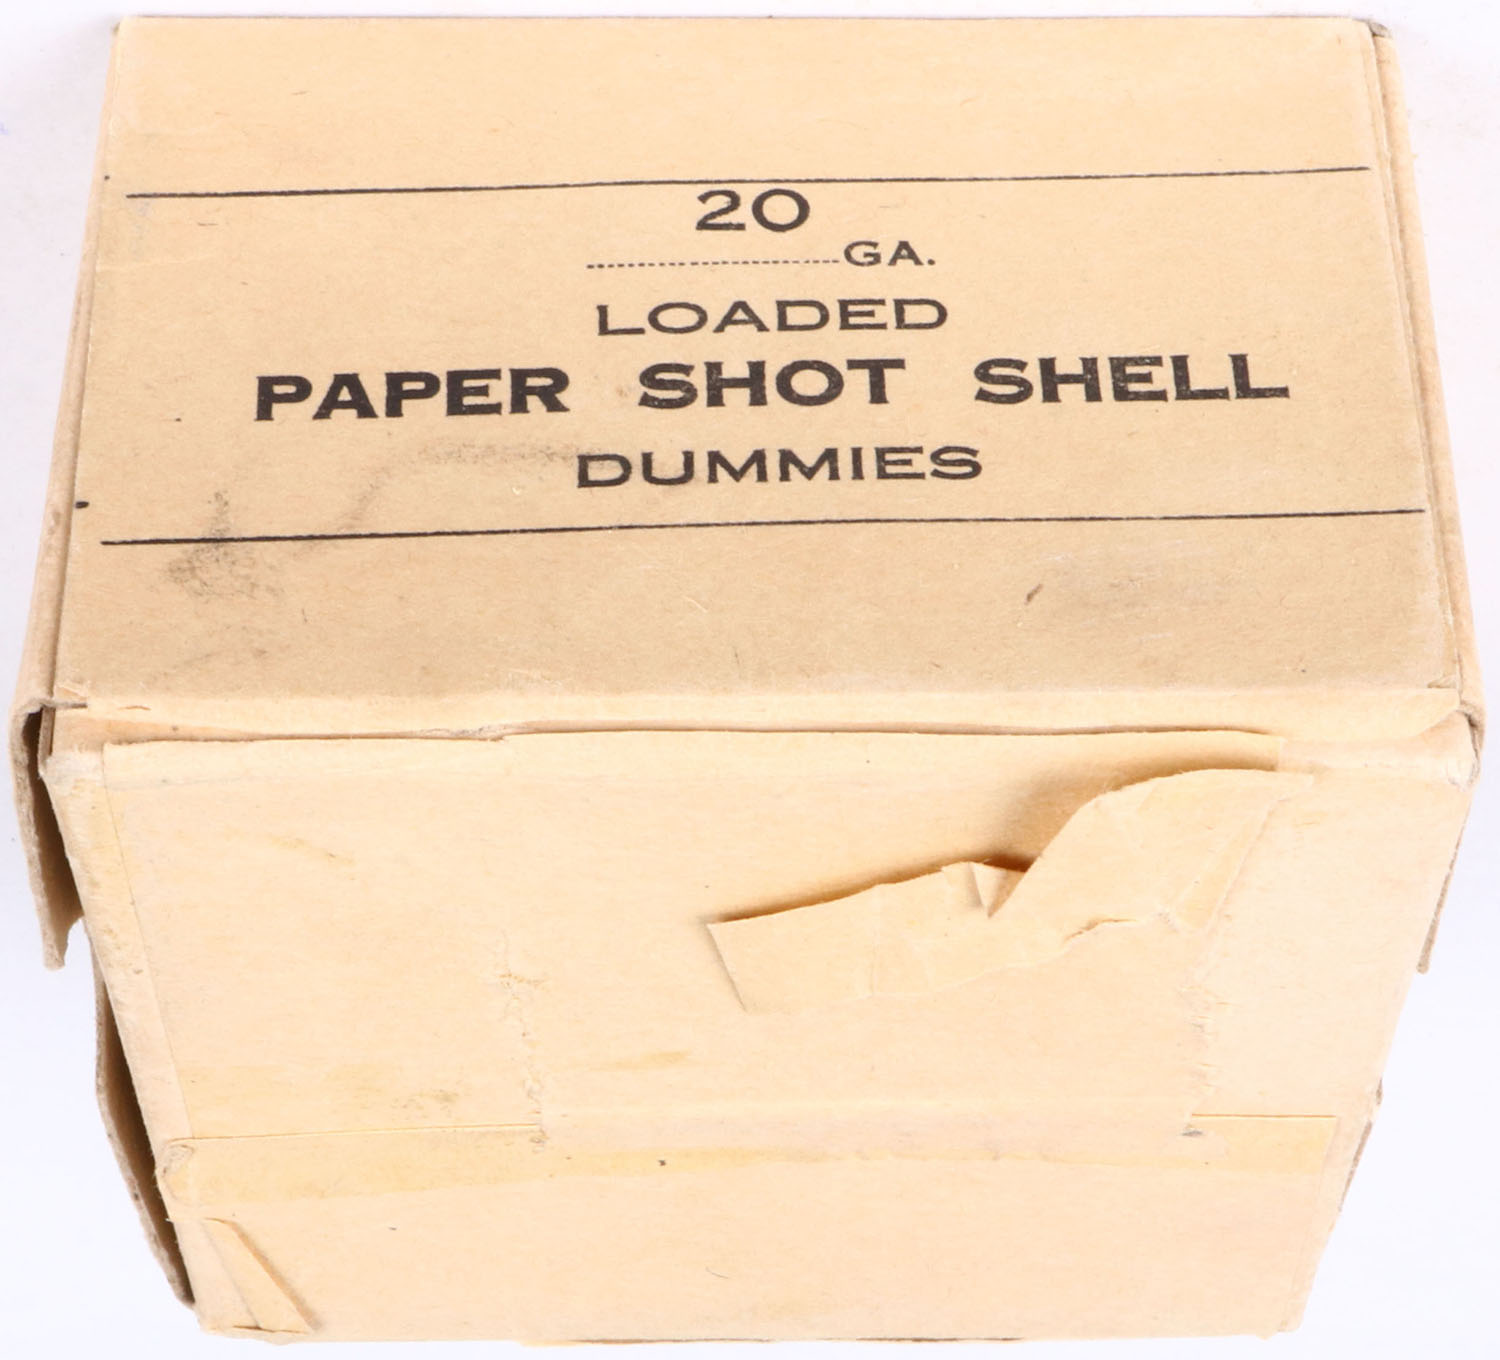 20
GA.
LOADED
PAPER SHOT SHELL
DUMMIES